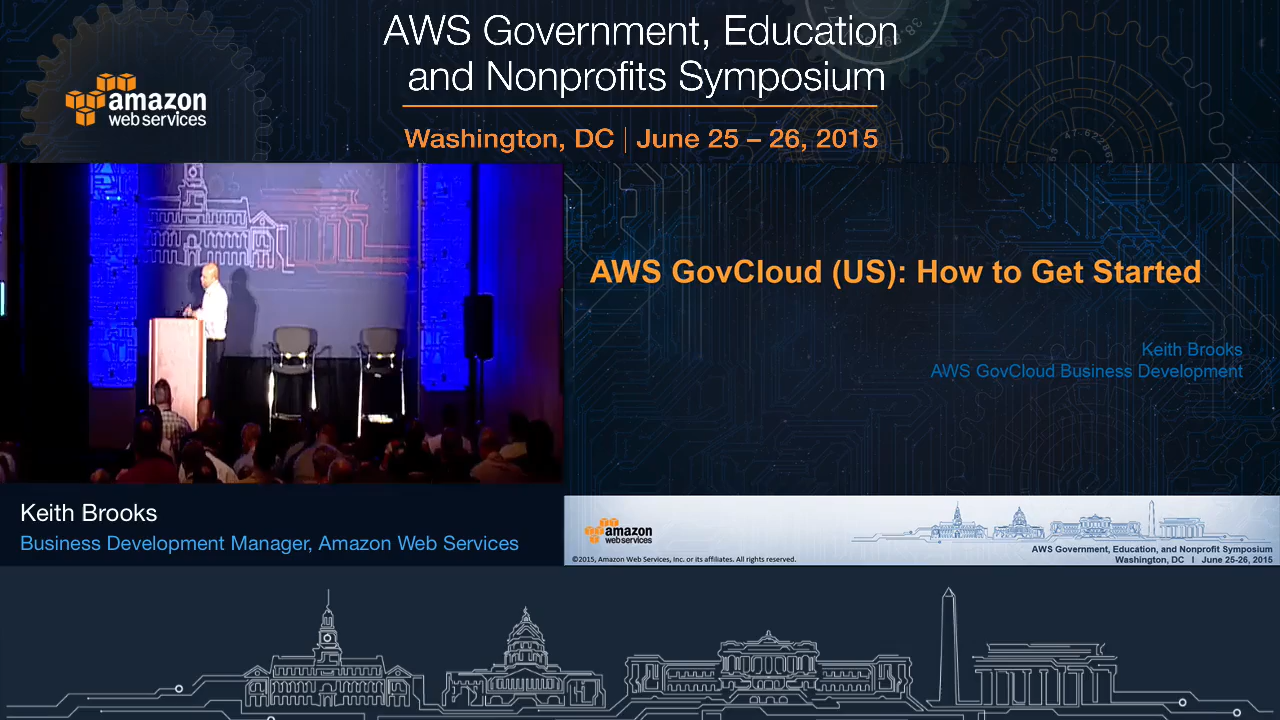 AWS Government, Education
and Nonprofits Symposium
amazon
web services
Washington, DC | June 25 – 26, 2015
AWS GovCloud (US): How to Get Started
Keith Brooks
AWS GovCloud Business Development
Keith Brooks
Business Development Manager, Amazon Web Services
amazon
web services
©2015, Amazon Web Services, Inc. or its affiliates. All rights reserved.
AWS Government, Education, and Nonprofit Symposium
Washington, DC I June 25-26, 2015